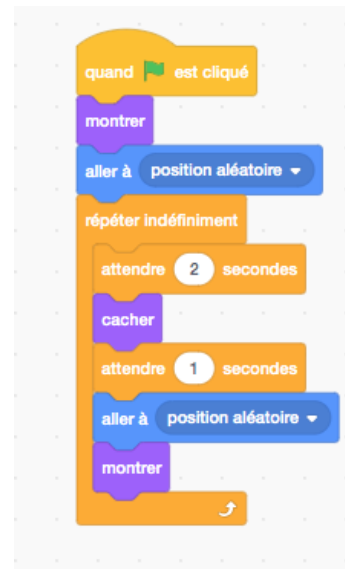 quand est cliqué
montrer
aller à position aléatoire
répéter indéfiniment
attendre 2 secondes
cacher
attendre 1 secondes
aller à position aléatoire
montrer